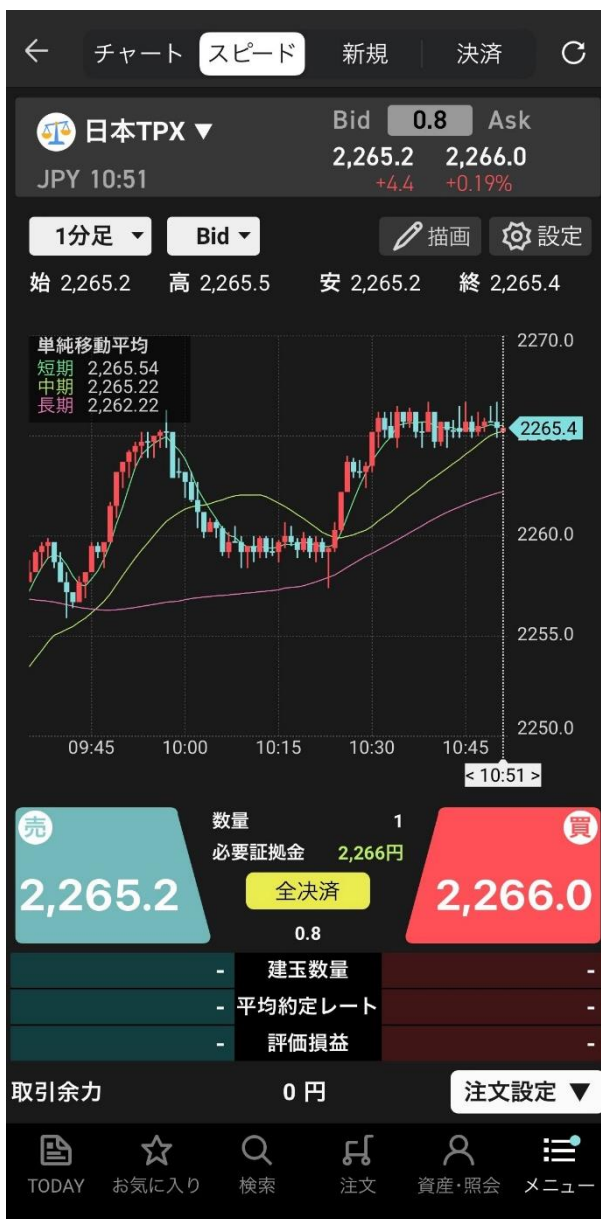 チャート スピード 新規 決済
日本TPX ▼ Bid 0.8 Ask
2,265.2 2,266.0
JPY 10:51 +4.4 +0.19%
1分足 ▼ Bid ▼ 描画 設定
始 2,265.2 高 2,265.5 安 2,265.2 終 2,265.4
単純移動平均
短期 2,265.54
中期 2,265.22
長期 2,262.22
2270.0
2265.4
2260.0
2255.0
2250.0
09:45 10:00 10:15 10:30 10:45
< 10:51 >
売 数量 1 買
必要証拠金 2,266円
2,265.2 全決済 2,266.0
0.8
- 建玉数量 -
- 平均約定レート -
- 評価損益 -
取引余力 0 円 注文設定 ▼
TODAY お気に入り 検索 注文 資産・照会 メニュー